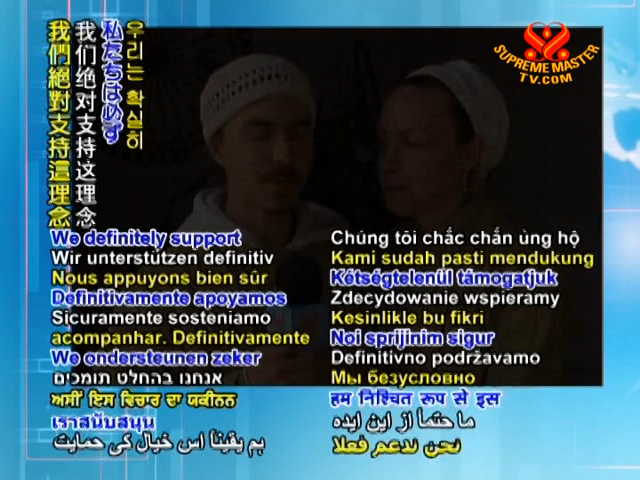 SUPREME MASTER
TV.COM
我們絕對支持這理念
我们绝对支持这理念
私たちは必ず
우리는 확실히
We definitely support
Wir unterstützen definitiv
Nous appuyons bien sûr
Definitivamente apoyamos
Sicuramente sosteniamo
acompanhar. Definitivamente
We ondersteunen zeker
אנחנו בהחלט תומכים
ਅਸੀਂ ਇਸ ਵਿਚਾਰ ਦਾ ਯਕੀਨਨ
เราสนับสนุน
ہم یقیناً اس خیال کی حمایت
Chúng tôi chắc chắn ủng hộ
Kami sudah pasti mendukung
Kétségtelenül támogatjuk
Zdecydowanie wspieramy
Kesinlikle bu fikri
Noi sprijinim sigur
Definitivno podržavamo
Мы безусловно
हम निश्चित रूप से इस
ما حتماً از این ایده
نحن ندعم فعلا